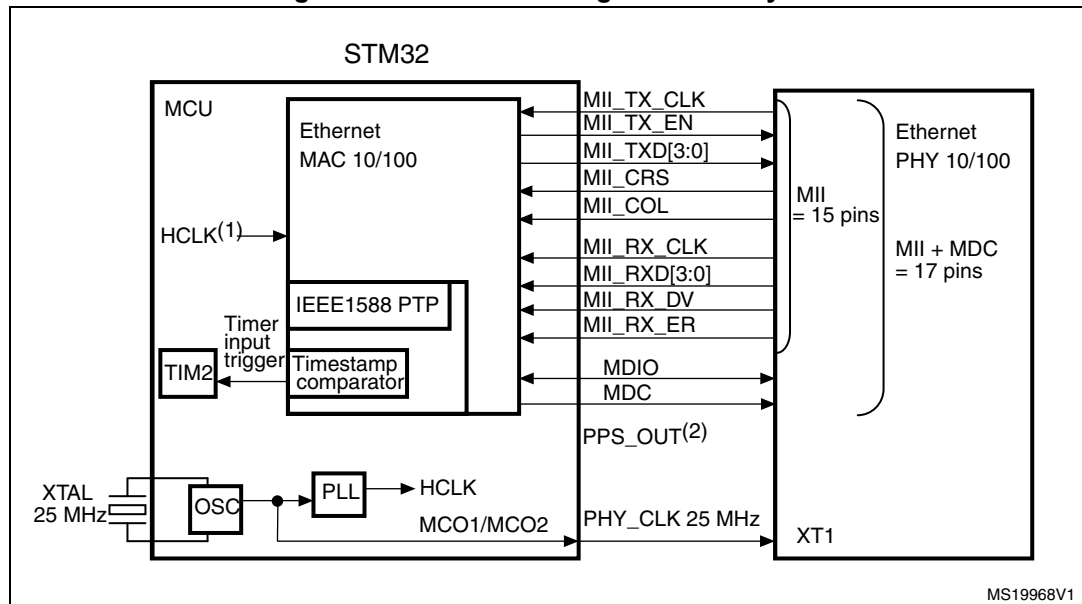 STM32
MCU
Ethernet
MAC 10/100
HCLK(1)
IEEE1588 PTP
Timer
input
trigger
TIM2
Timestamp
comparator
XTAL
25 MHz
OSC
PLL
HCLK
MCO1/MCO2
MII_TX_CLK
MII_TX_EN
MII_TXD[3:0]
MII_CRS
MII_COL
MII_RX_CLK
MII_RXD[3:0]
MII_RX_DV
MII_RX_ER
MDIO
MDC
PPS_OUT(2)
PHY_CLK 25 MHz
MII
= 15 pins
Ethernet
PHY 10/100
MII + MDC
= 17 pins
XT1
MS19968V1